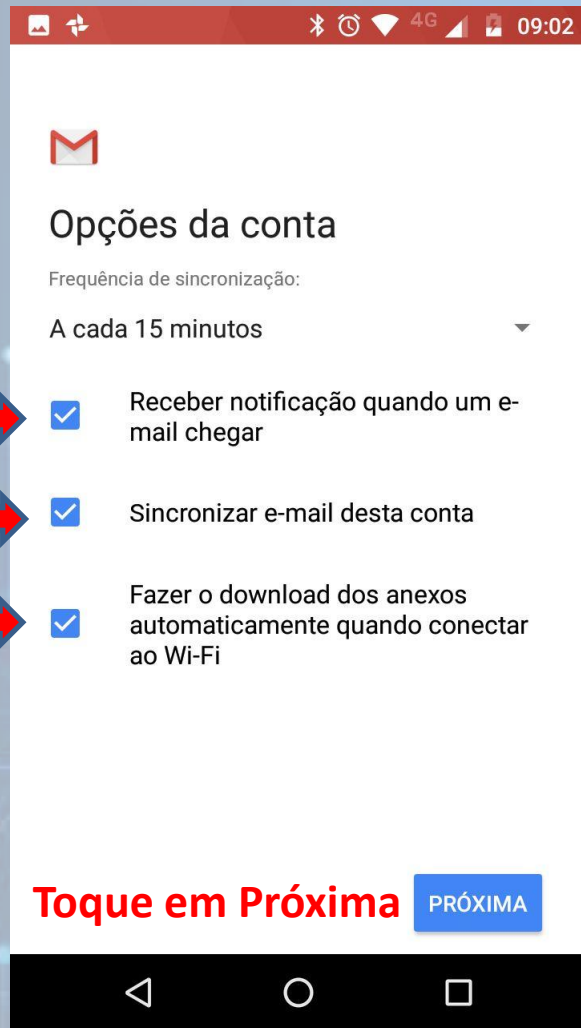 4G 09:02
Opções da conta
Frequência de sincronização:
A cada 15 minutos
Receber notificação quando um e-
mail chegar
Sincronizar e-mail desta conta
Fazer o download dos anexos
automaticamente quando conectar
ao Wi-Fi
Toque em Próxima PRÓXIMA